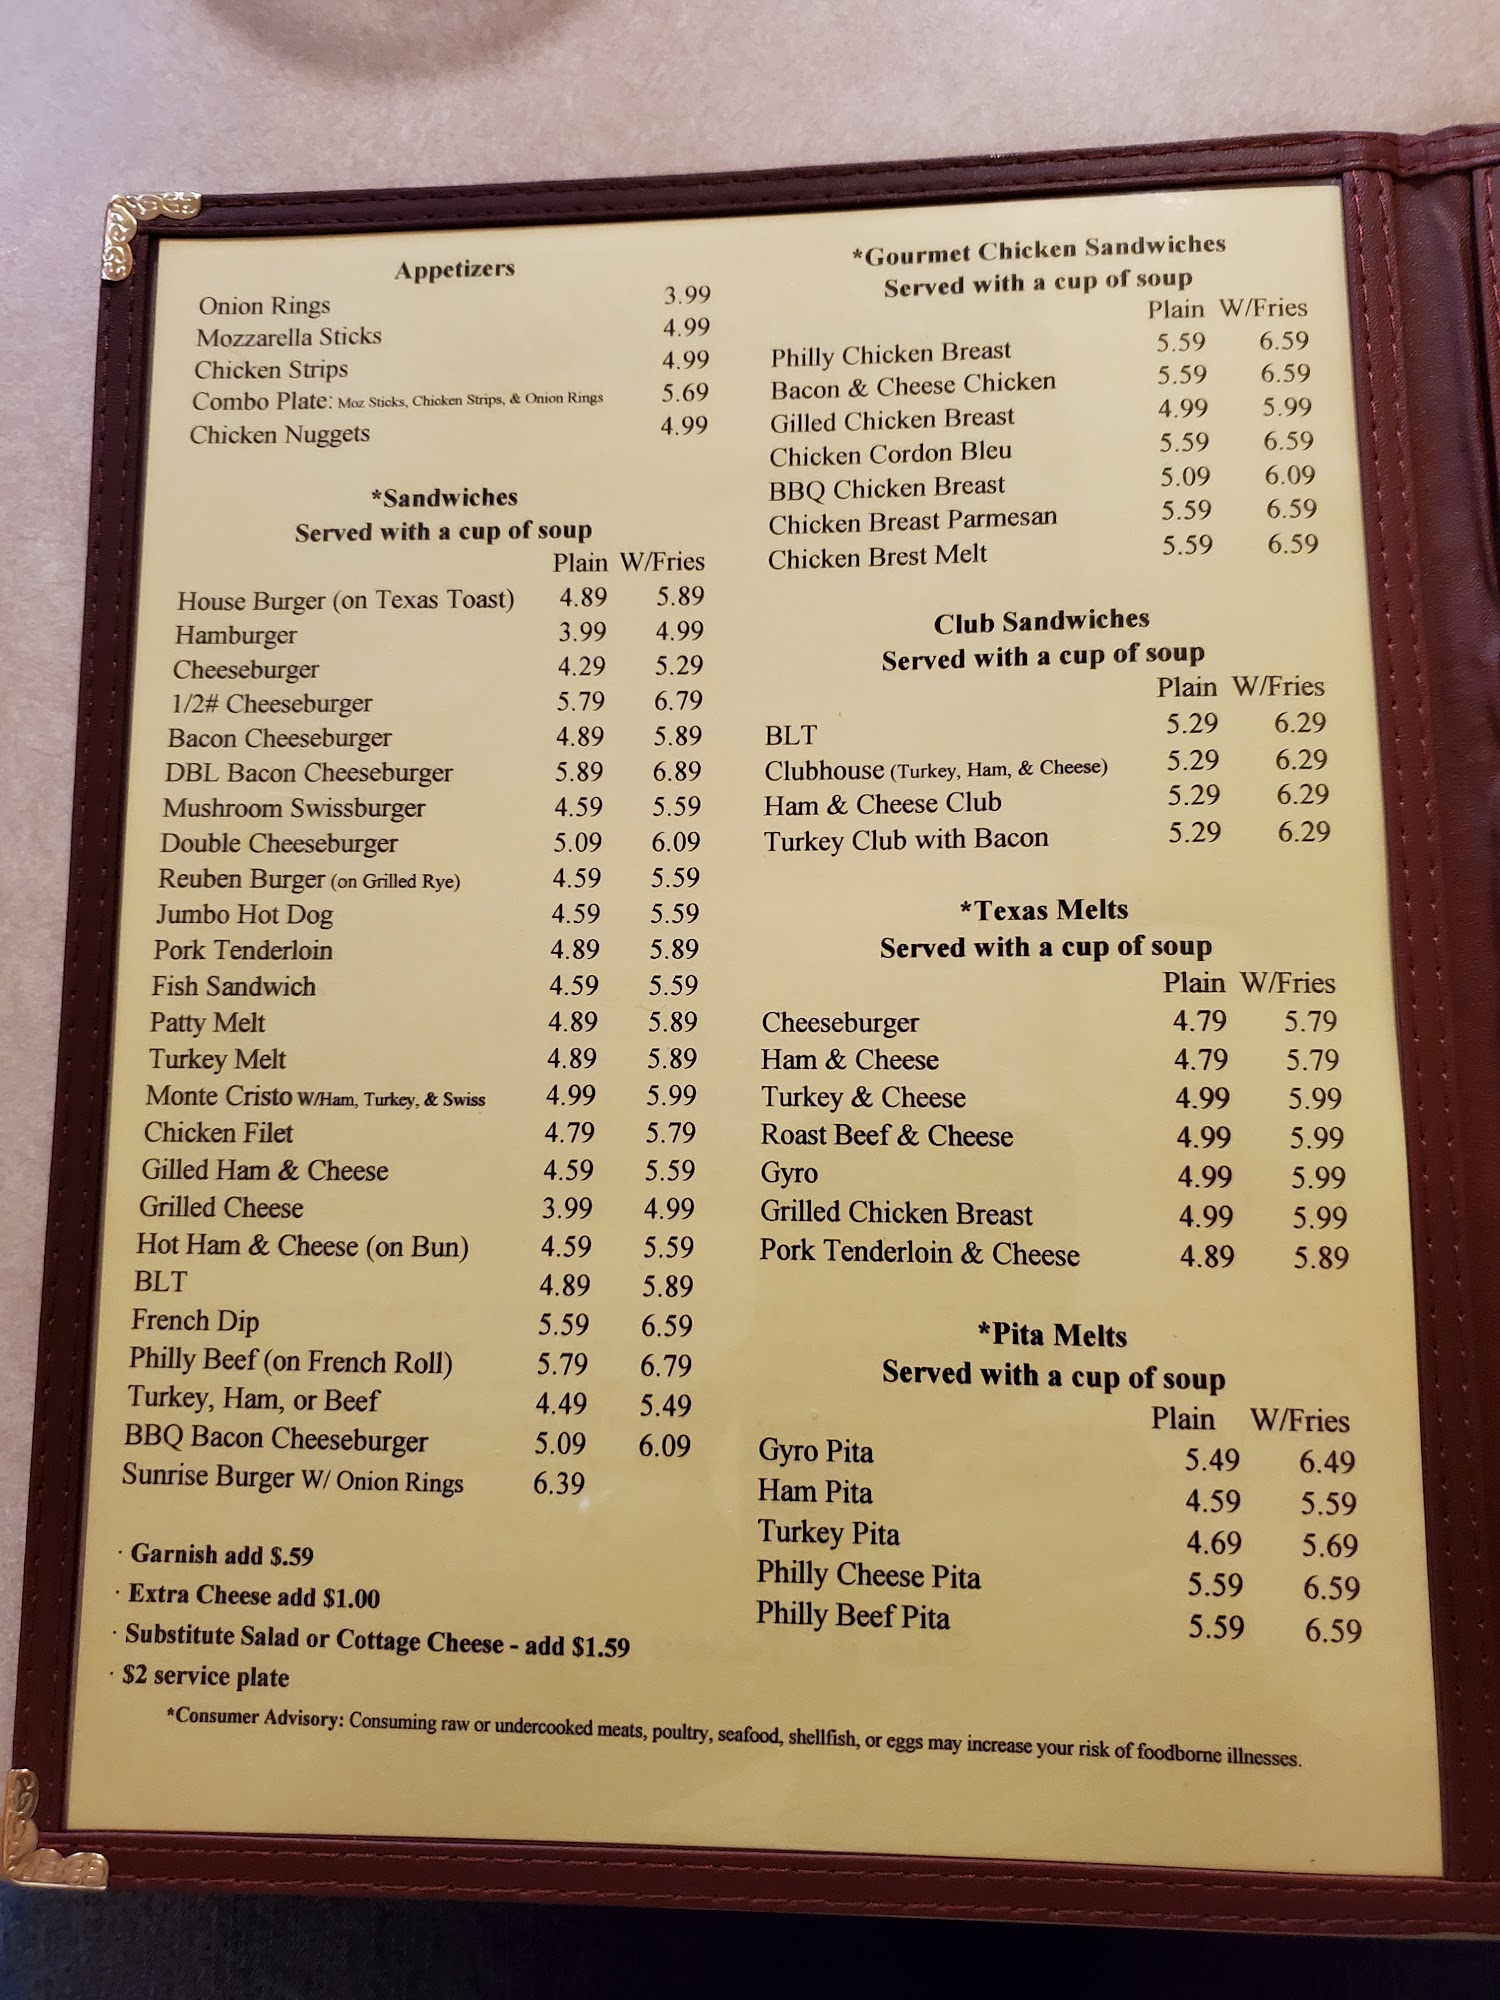 Appetizers
Onion Rings 3.99
Mozzarella Sticks 4.99
Chicken Strips 4.99
Combo Plate: Moz Sticks, Chicken Strips, & Onion Rings 5.69
Chicken Nuggets 4.99
*Sandwiches
Served with a cup of soup
Plain W/Fries
House Burger (on Texas Toast) 4.89 5.89
Hamburger 3.99 4.99
Cheeseburger 4.29 5.29
1/2# Cheeseburger 5.79 6.79
Bacon Cheeseburger 4.89 5.89
DBL Bacon Cheeseburger 5.89 6.89
Mushroom Swissburger 4.59 5.59
Double Cheeseburger 5.09 6.09
Reuben Burger (on Grilled Rye) 4.59 5.59
Jumbo Hot Dog 4.59 5.59
Pork Tenderloin 4.89 5.89
Fish Sandwich 4.59 5.59
Patty Melt 4.89 5.89
Turkey Melt 4.89 5.89
Monte Cristo W/Ham, Turkey, & Swiss 4.99 5.99
Chicken Filet 4.79 5.79
Gilled Ham & Cheese 4.59 5.59
Grilled Cheese 3.99 4.99
Hot Ham & Cheese (on Bun) 4.59 5.59
BLT 4.89 5.89
French Dip 5.59 6.59
Philly Beef (on French Roll) 5.79 6.79
Turkey, Ham, or Beef 4.49 5.49
BBQ Bacon Cheeseburger 5.09 6.09
Sunrise Burger W/ Onion Rings 6.39
· Garnish add $.59
· Extra Cheese add $1.00
· Substitute Salad or Cottage Cheese - add $1.59
· $2 service plate
*Gourmet Chicken Sandwiches
Served with a cup of soup
Plain W/Fries
Philly Chicken Breast 5.59 6.59
Bacon & Cheese Chicken 5.59 6.59
Gilled Chicken Breast 4.99 5.99
Chicken Cordon Bleu 5.59 6.59
BBQ Chicken Breast 5.09 6.09
Chicken Breast Parmesan 5.59 6.59
Chicken Brest Melt 5.59 6.59
Club Sandwiches
Served with a cup of soup
Plain W/Fries
BLT 5.29 6.29
Clubhouse (Turkey, Ham, & Cheese) 5.29 6.29
Ham & Cheese Club 5.29 6.29
Turkey Club with Bacon 5.29 6.29
*Texas Melts
Served with a cup of soup
Plain W/Fries
Cheeseburger 4.79 5.79
Ham & Cheese 4.79 5.79
Turkey & Cheese 4.99 5.99
Roast Beef & Cheese 4.99 5.99
Gyro 4.99 5.99
Grilled Chicken Breast 4.99 5.99
Pork Tenderloin & Cheese 4.89 5.89
*Pita Melts
Served with a cup of soup
Plain W/Fries
Gyro Pita 5.49 6.49
Ham Pita 4.59 5.59
Turkey Pita 4.69 5.69
Philly Cheese Pita 5.59 6.59
Philly Beef Pita 5.59 6.59
*Consumer Advisory: Consuming raw or undercooked meats, poultry, seafood, shellfish, or eggs may increase your risk of foodborne illnesses.